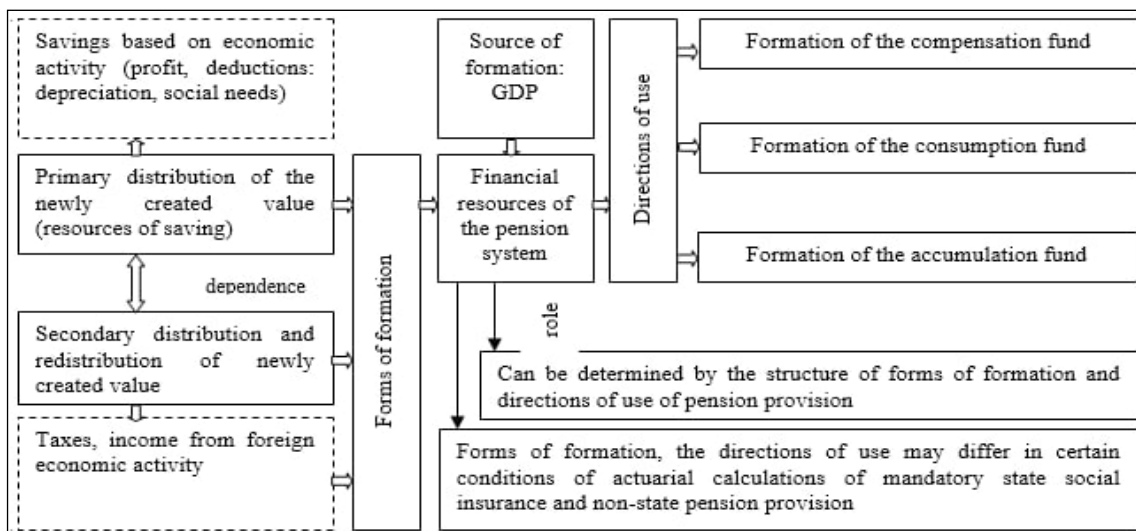 Savings based on economic
activity (profit, deductions:
depreciation, social needs)
Primary distribution of the
newly created value
(resources of saving)
dependence
Secondary distribution and
redistribution of newly
created value
Taxes, income from foreign
economic activity
Forms of formation
Source of
formation:
GDP
Financial
resources of
the pension
system
role
Directions of use
Formation of the compensation fund
Formation of the consumption fund
Formation of the accumulation fund
Can be determined by the structure of forms of formation and
directions of use of pension provision
Forms of formation, the directions of use may differ in certain
conditions of actuarial calculations of mandatory state social
insurance and non-state pension provision